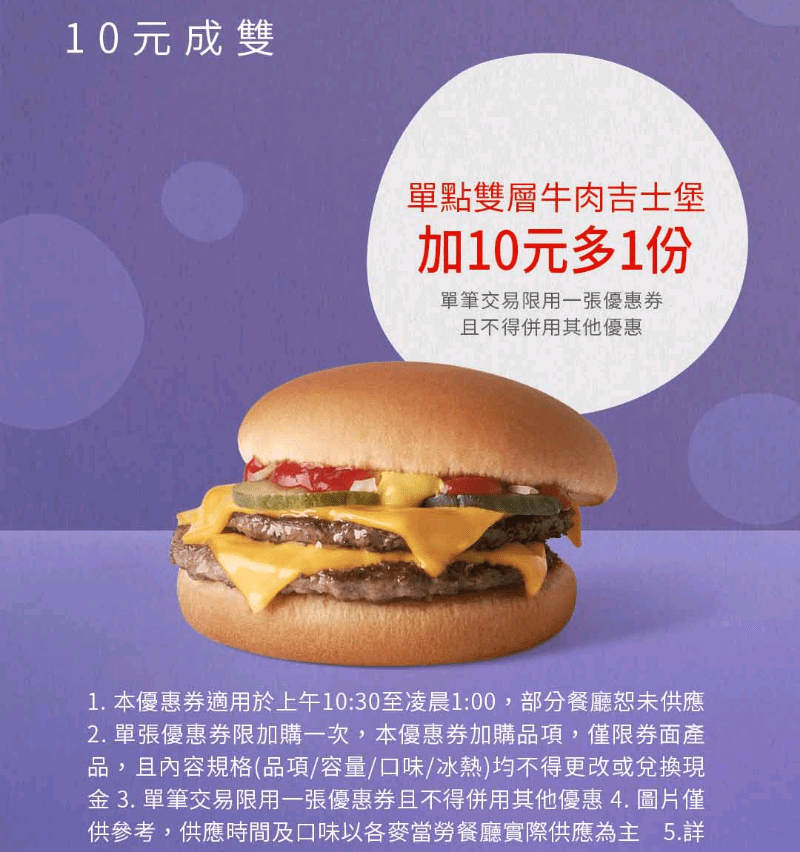 10元成雙
單點雙層牛肉吉士堡
加10元多1份
單筆交易限用一張優惠券
且不得併用其他優惠
1. 本優惠券適用於上午10:30至凌晨1:00，部分餐廳恕未供應
2. 單張優惠券限加購一次，本優惠券加購品項，僅限券面產
品，且內容規格(品項/容量/口味/冰熱)均不得更改或兌換現
金 3. 單筆交易限用一張優惠券且不得併用其他優惠 4. 圖片僅
供參考，供應時間及口味以各麥當勞餐廳實際供應為主　5.詳